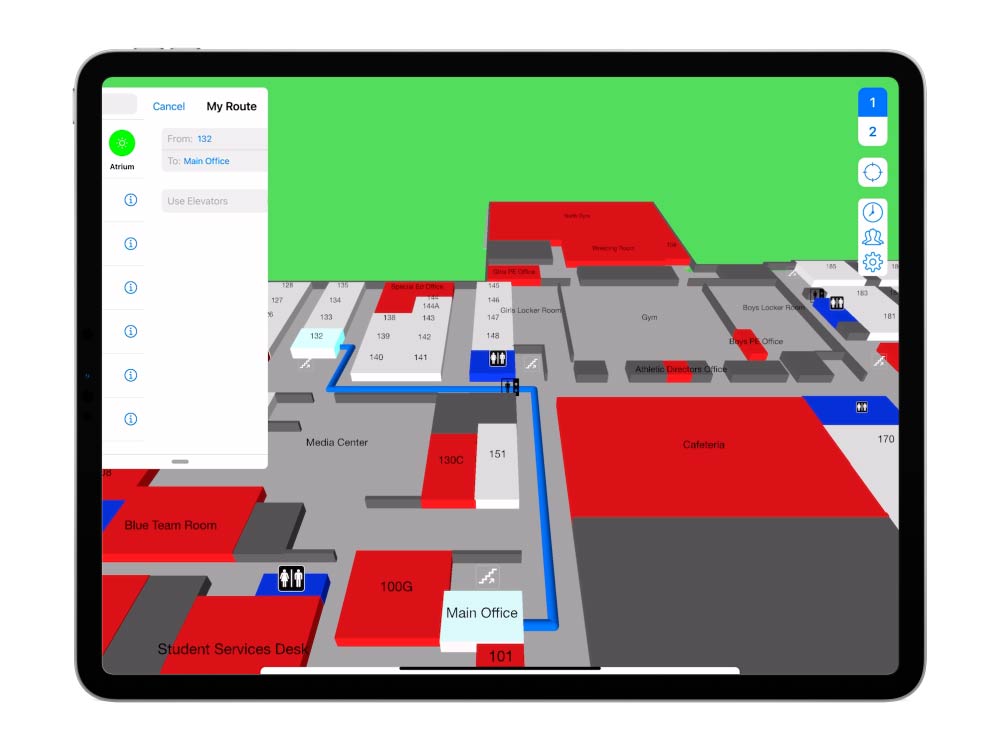 Cancel My Route
Atrium
From: 132
To: Main Office
Use Elevators
1
2
North Gym
Wrestling Room
Girls PE Office
128
135
127
134
126
133
132
Special Ed Office
144
144A
138
143
139
142
140
141
145
146
147
148
Girls Locker Room
Gym
Boys Locker Room
Boys PE Office
Athletic Directors Office
185
183
181
Media Center
130C
151
Cafeteria
170
Blue Team Room
100G
Main Office
Student Services Desk
101